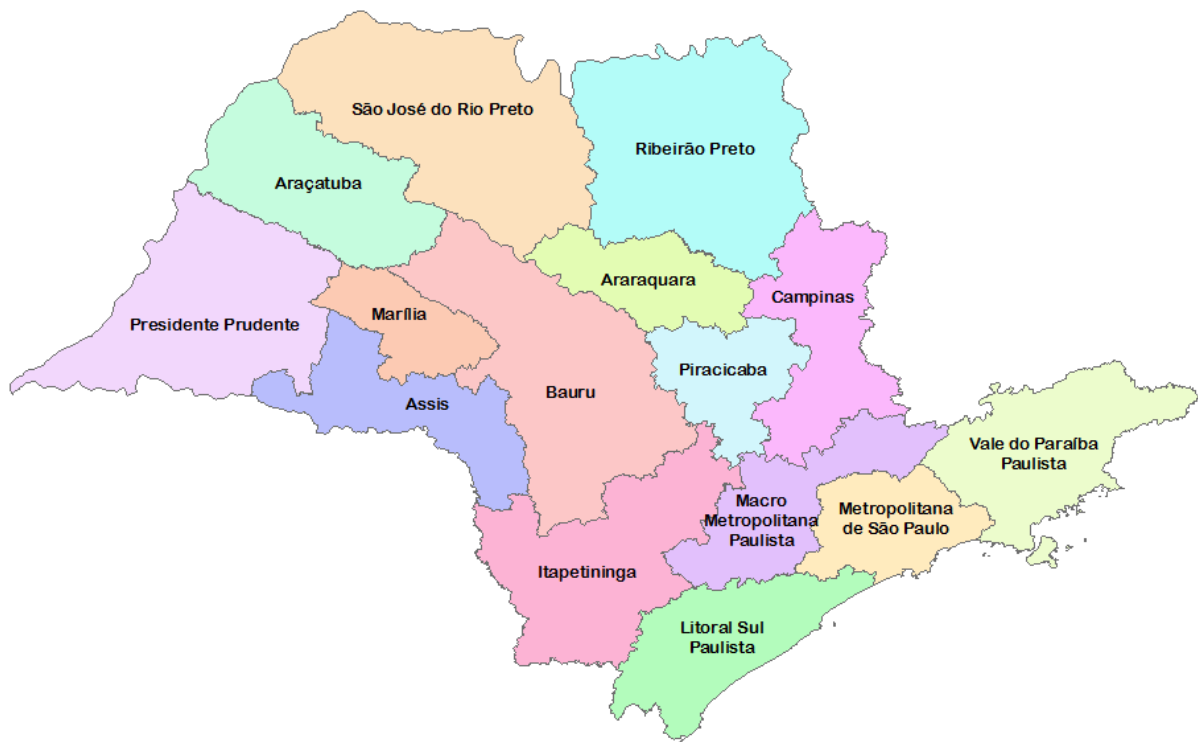 São José do Rio Preto
Ribeirão Preto
Araçatuba
Araraquara
Campinas
Marília
Presidente Prudente
Piracicaba
Bauru
Assis
Vale do Paraíba
Paulista
Macro
Metropolitana
Paulista
Metropolitana
de São Paulo
Itapetininga
Litoral Sul
Paulista